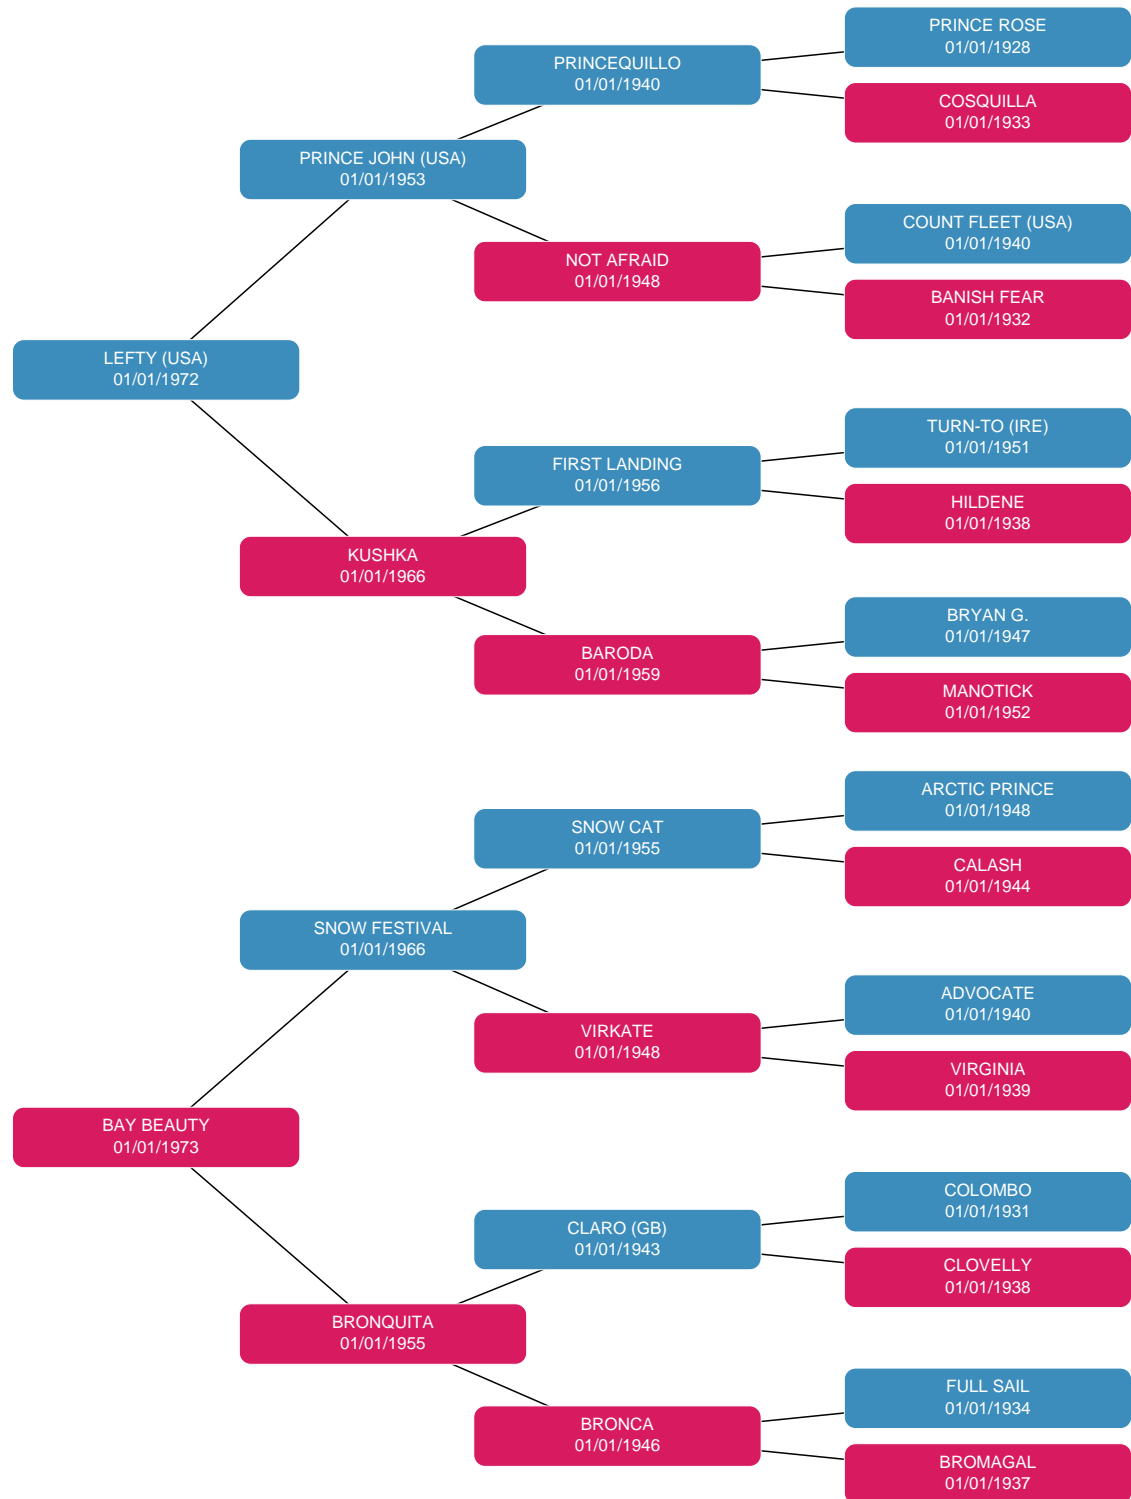 PRINCE ROSE
01/01/1928
PRINCEQUILLO
01/01/1940
COSQUILLA
01/01/1933
PRINCE JOHN (USA)
01/01/1953
COUNT FLEET (USA)
01/01/1940
NOT AFRAID
01/01/1948
BANISH FEAR
01/01/1932
LEFTY (USA)
01/01/1972
TURN-TO (IRE)
01/01/1951
FIRST LANDING
01/01/1956
HILDENE
01/01/1938
KUSHKA
01/01/1966
BRYAN G.
01/01/1947
BARODA
01/01/1959
MANOTICK
01/01/1952
ARCTIC PRINCE
01/01/1948
SNOW CAT
01/01/1955
CALASH
01/01/1944
SNOW FESTIVAL
01/01/1966
ADVOCATE
01/01/1940
VIRKATE
01/01/1948
VIRGINIA
01/01/1939
BAY BEAUTY
01/01/1973
COLOMBO
01/01/1931
CLARO (GB)
01/01/1943
CLOVELLY
01/01/1938
BRONQUITA
01/01/1955
FULL SAIL
01/01/1934
BRONCA
01/01/1946
BROMAGAL
01/01/1937